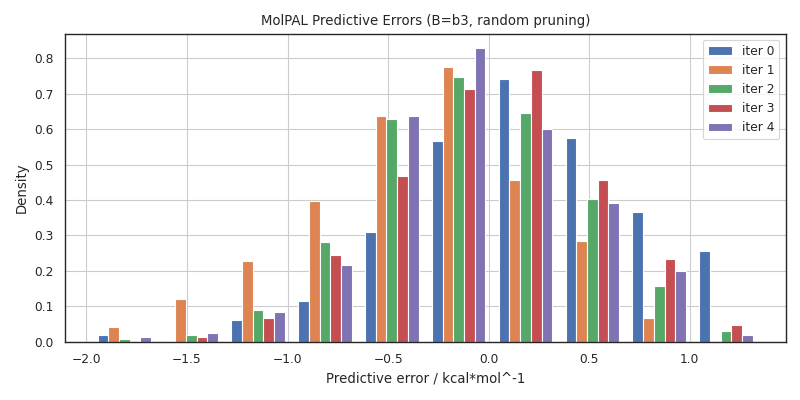 MolPAL Predictive Errors (B=b3, random pruning)
iter 0
iter 1
iter 2
iter 3
iter 4
Density
0.8
0.7
0.6
0.5
0.4
0.3
0.2
0.1
0.0
−2.0 −1.5 −1.0 −0.5 0.0 0.5 1.0
Predictive error / kcal*mol^-1